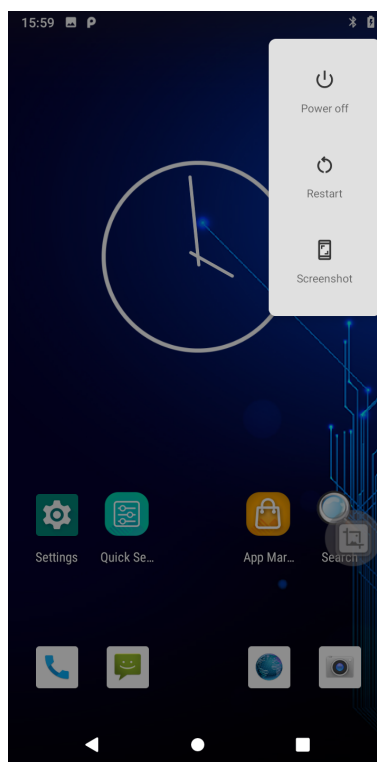 15:59
Power off
Restart
Screenshot
Settings
Quick Se...
App Mar...
Search